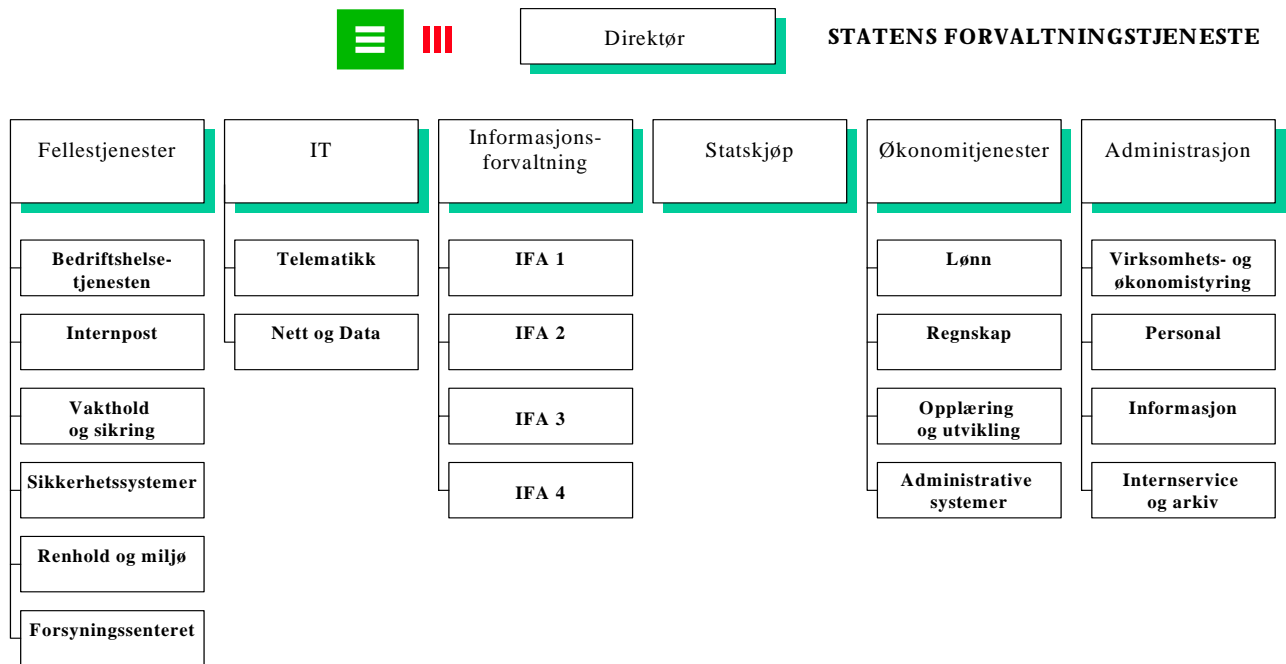 Direktør
STATENS FORVALTNINGSTJENESTE
Fellestjenester
IT
Informasjons-
forvaltning
Statskjøp
Økonomitjenester
Administrasjon
Bedriftshelse-
tjenesten
Internpost
Vakthold
og sikring
Sikkerhetssystemer
Renhold og miljø
Forsyningssenteret
Telematikk
Nett og Data
IFA 1
IFA 2
IFA 3
IFA 4
Lønn
Regnskap
Opplæring
og utvikling
Administrative
systemer
Virksomhets- og
økonomistyring
Personal
Informasjon
Internservice
og arkiv